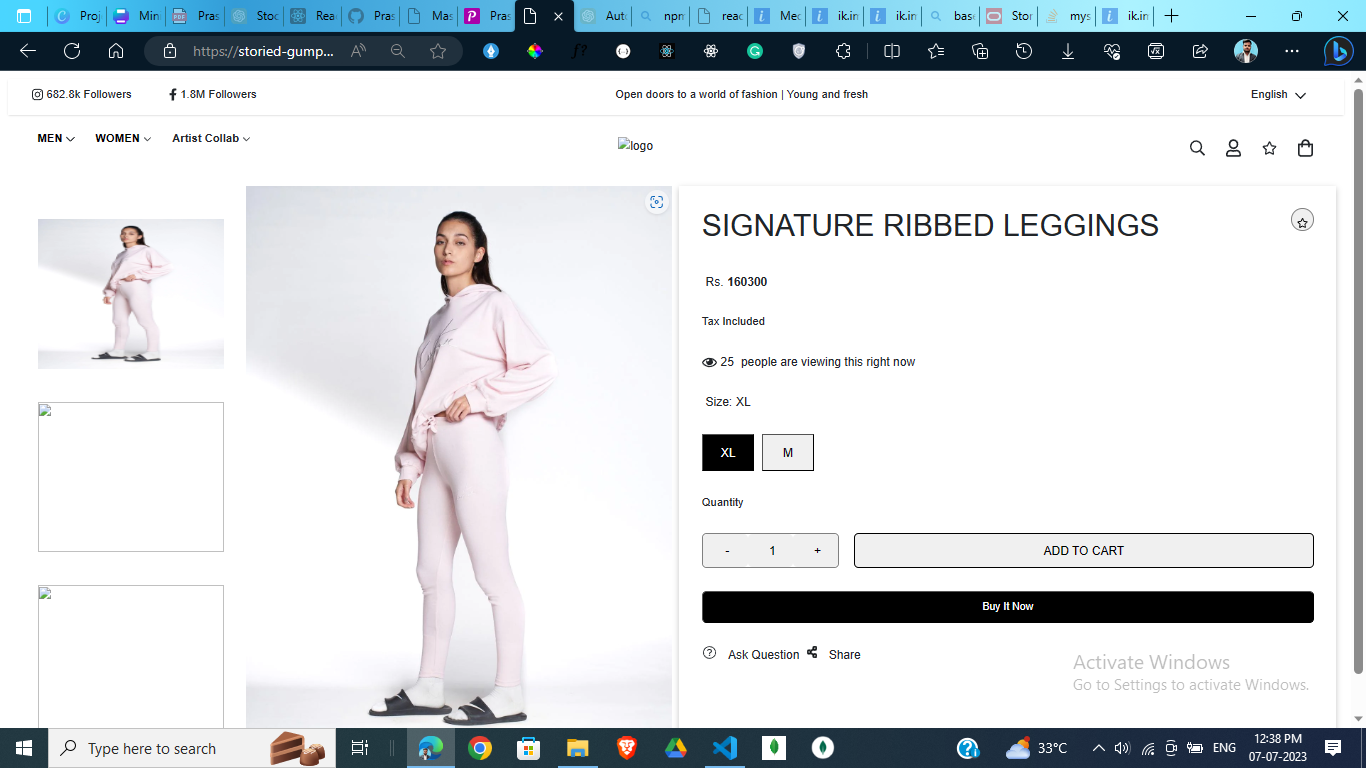 Proj
Min
Pras
Stoc
Rea
Pras
Mas
Pras
Auto
npm
reac
Med
ik.in
ik.in
base
Stor
mys
ik.in
https://storied-gump...
682.8k Followers
1.8M Followers
Open doors to a world of fashion | Young and fresh
English
MEN
WOMEN
Artist Collab
logo
SIGNATURE RIBBED LEGGINGS
Rs. 160300
Tax Included
25 people are viewing this right now
Size: XL
XL
M
Quantity
- 1 +
ADD TO CART
Buy It Now
Ask Question
Share
Activate Windows
Go to Settings to activate Windows.
Type here to search
33°C
ENG
12:38 PM
07-07-2023